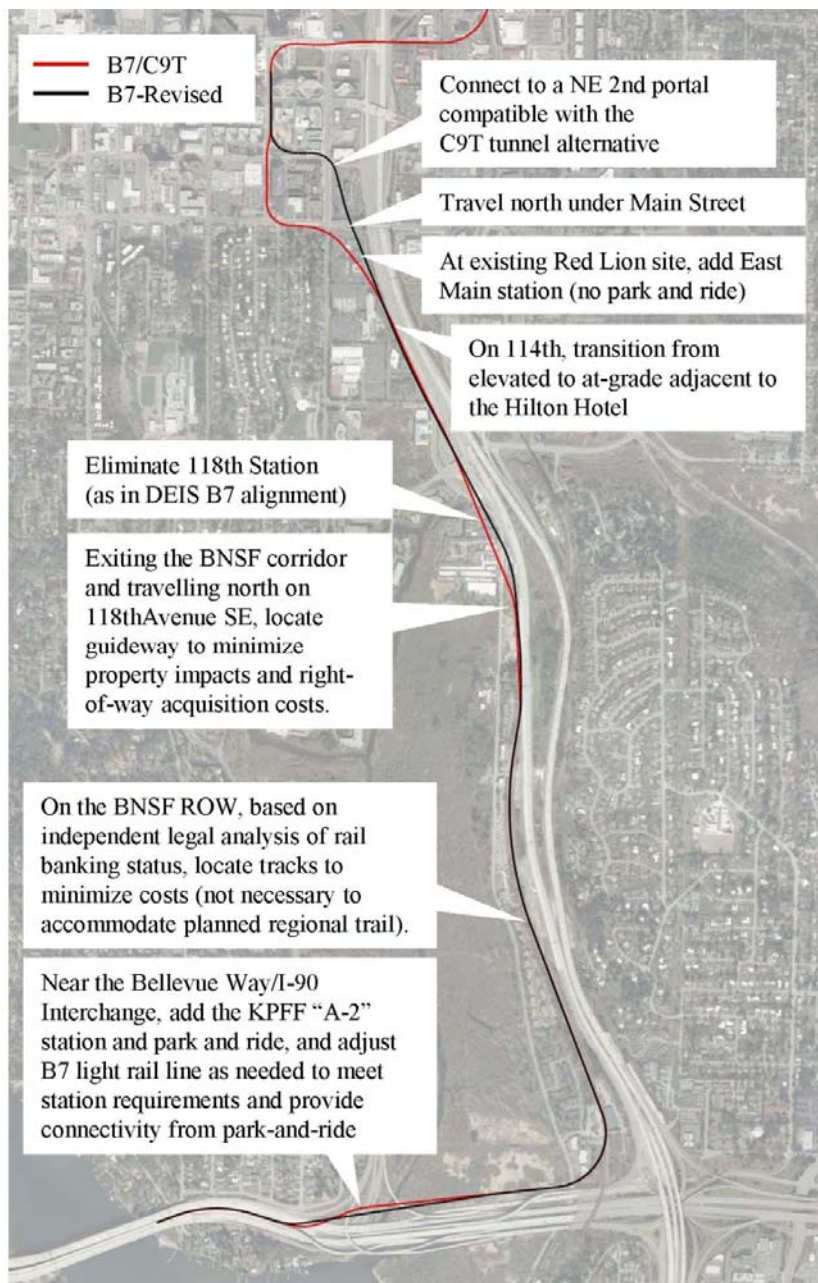 B7/C9T
B7-Revised
Connect to a NE 2nd portal
compatible with the
C9T tunnel alternative
Travel north under Main Street
At existing Red Lion site, add East
Main station (no park and ride)
On 114th, transition from
elevated to at-grade adjacent to
the Hilton Hotel
Eliminate 118th Station
(as in DEIS B7 alignment)
Exiting the BNSF corridor
and travelling north on
118thAvenue SE, locate
guideway to minimize
property impacts and right-
of-way acquisition costs.
On the BNSF ROW, based on
independent legal analysis of rail
banking status, locate tracks to
minimize costs (not necessary to
accommodate planned regional trail).
Near the Bellevue Way/I-90
Interchange, add the KPFF “A-2”
station and park and ride, and adjust
B7 light rail line as needed to meet
station requirements and provide
connectivity from park-and-ride